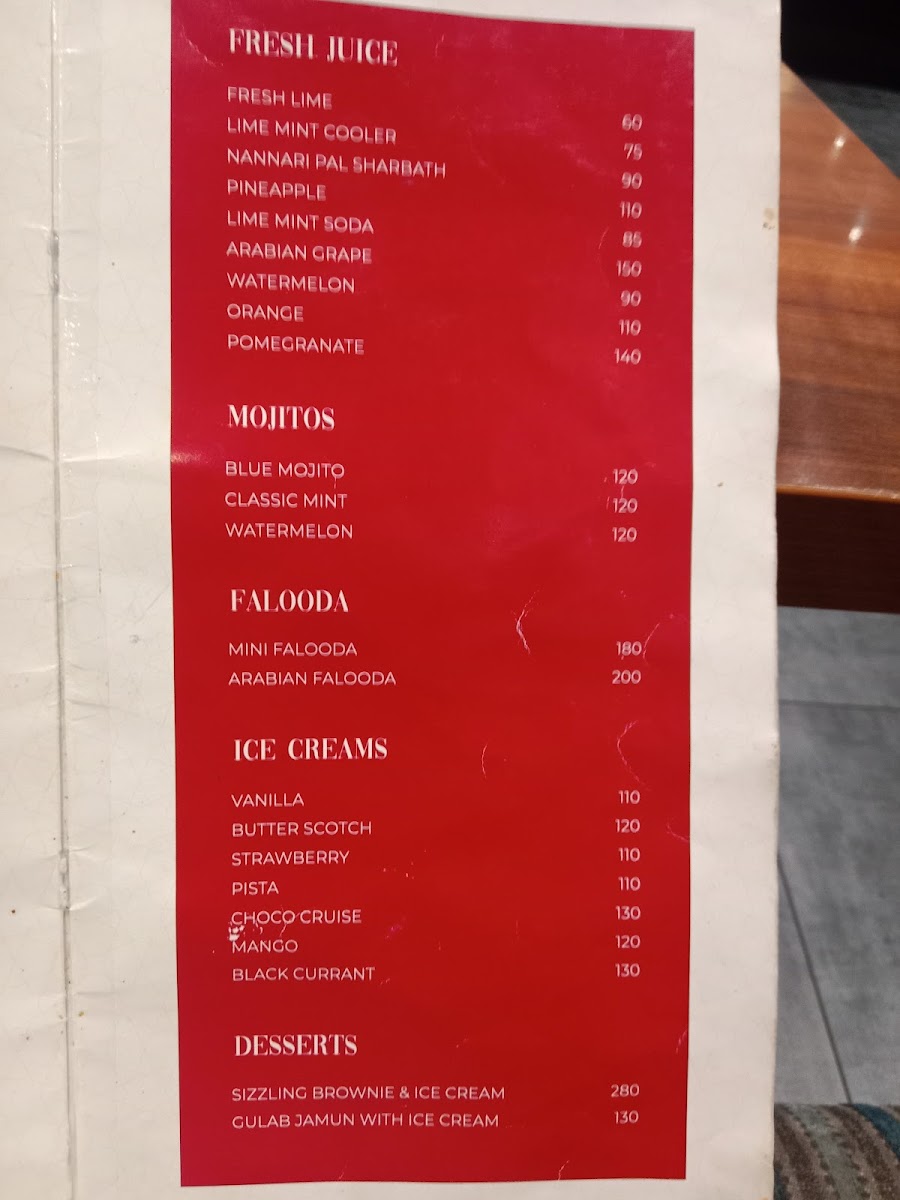 FRESH JUICE
FRESH LIME 60
LIME MINT COOLER 75
NANNARI PAL SHARBATH 90
PINEAPPLE 110
LIME MINT SODA 85
ARABIAN GRAPE 150
WATERMELON 90
ORANGE 110
POMEGRANATE 140
MOJITOS
BLUE MOJITO 120
CLASSIC MINT 120
WATERMELON 120
FALOODA
MINI FALOODA 180
ARABIAN FALOODA 200
ICE CREAMS
VANILLA 110
BUTTER SCOTCH 120
STRAWBERRY 110
PISTA 110
CHOCO CRUISE 130
MANGO 120
BLACK CURRANT 130
DESSERTS
SIZZLING BROWNIE & ICE CREAM 280
GULAB JAMUN WITH ICE CREAM 130